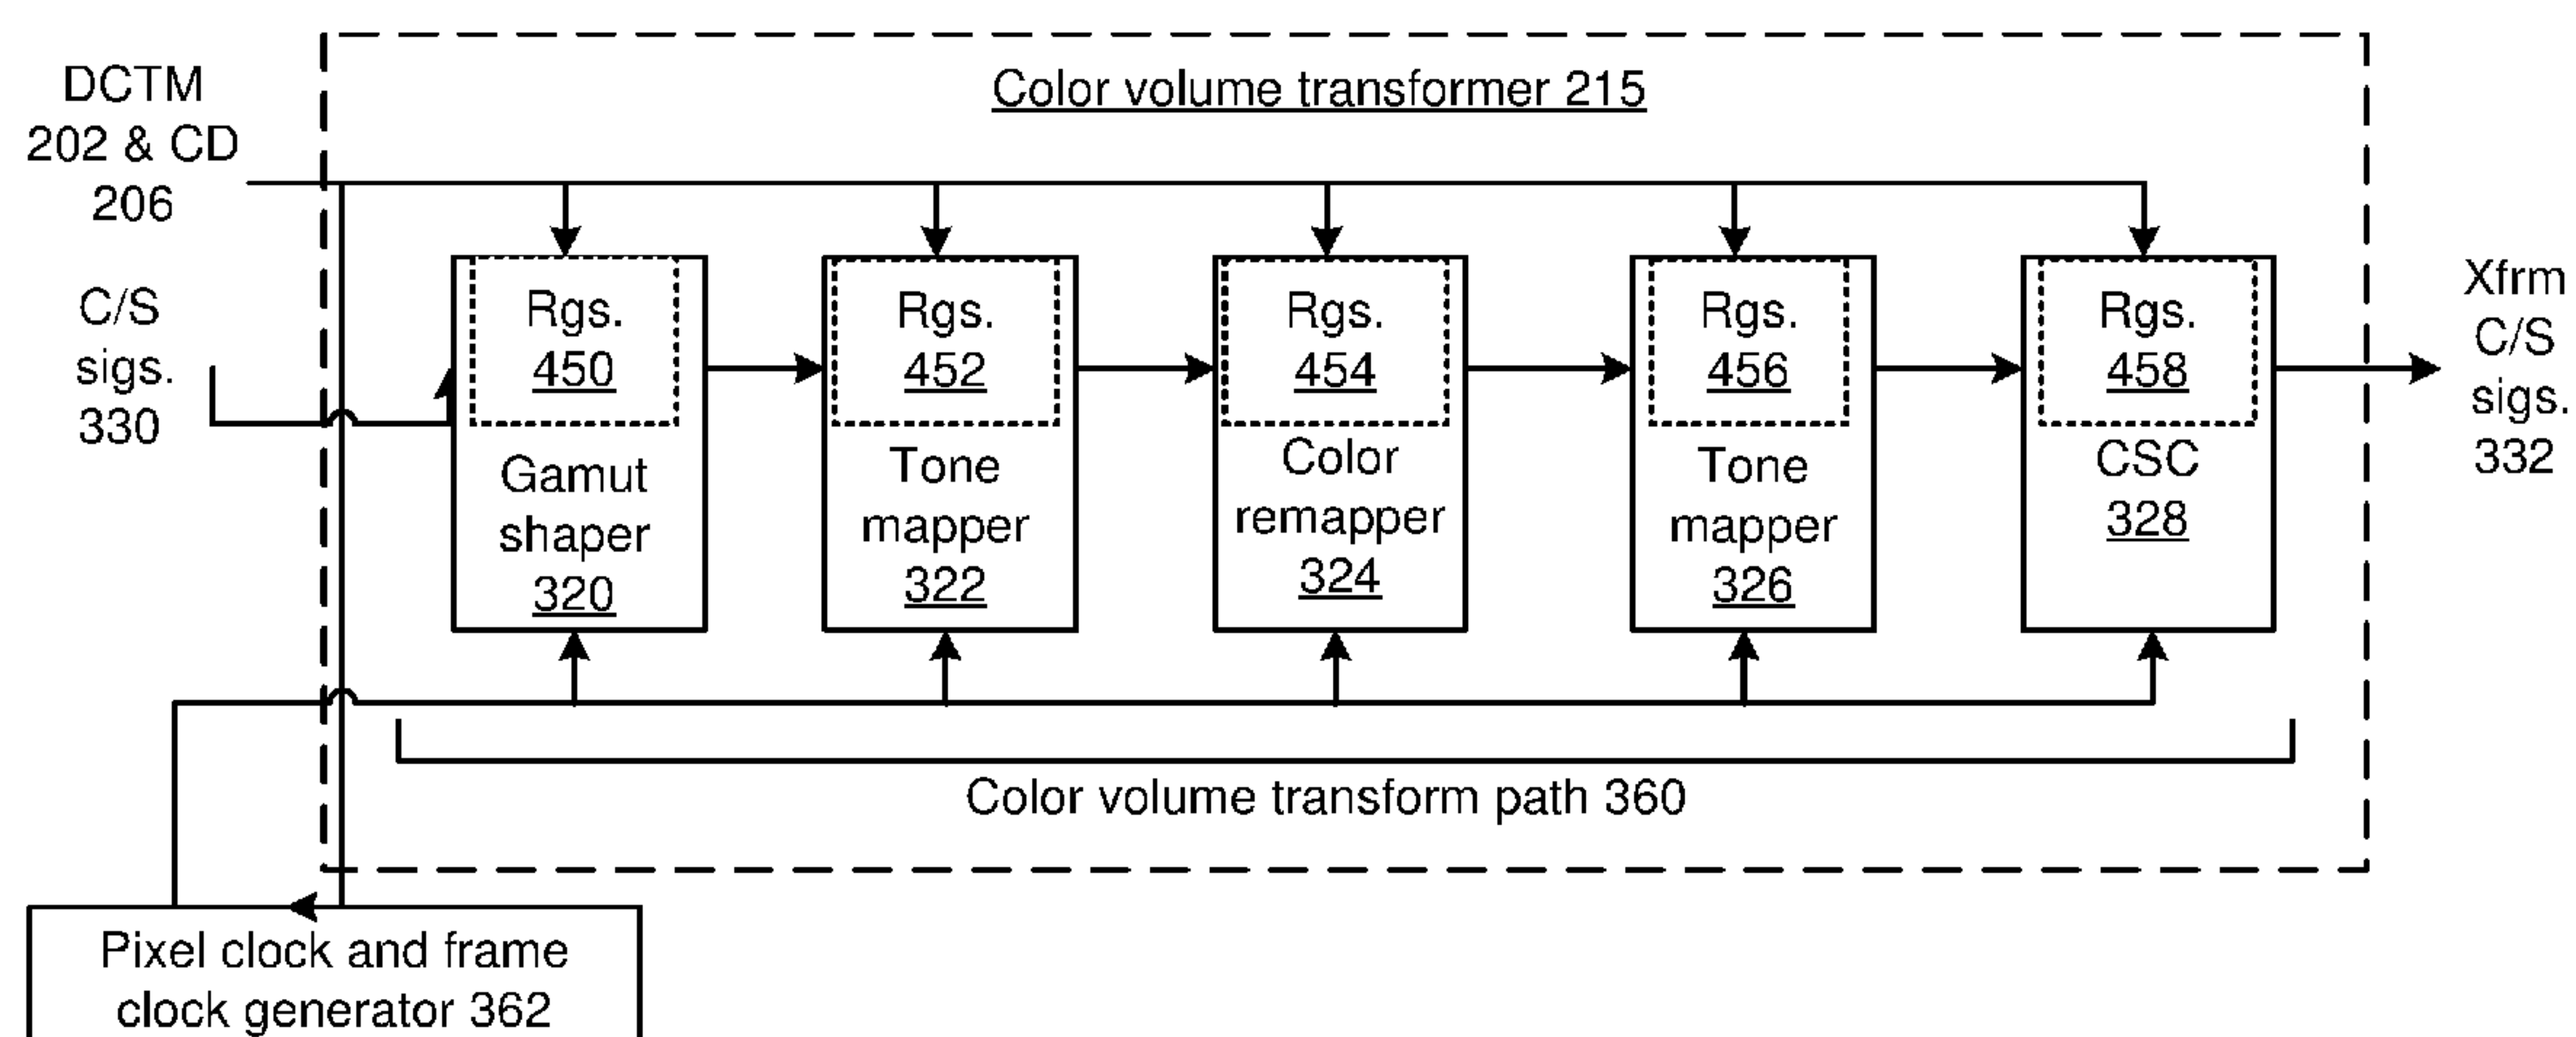 Color volume transformer 215
DCTM
202 & CD
206
C/S
sigs.
330
Rgs.
450
Gamut
shaper
320
Rgs.
452
Tone
mapper
322
Rgs.
454
Color
remapper
324
Rgs.
456
Tone
mapper
326
Rgs.
458
CSC
328
Xfrm
C/S
sigs.
332
Color volume transform path 360
Pixel clock and frame
clock generator 362